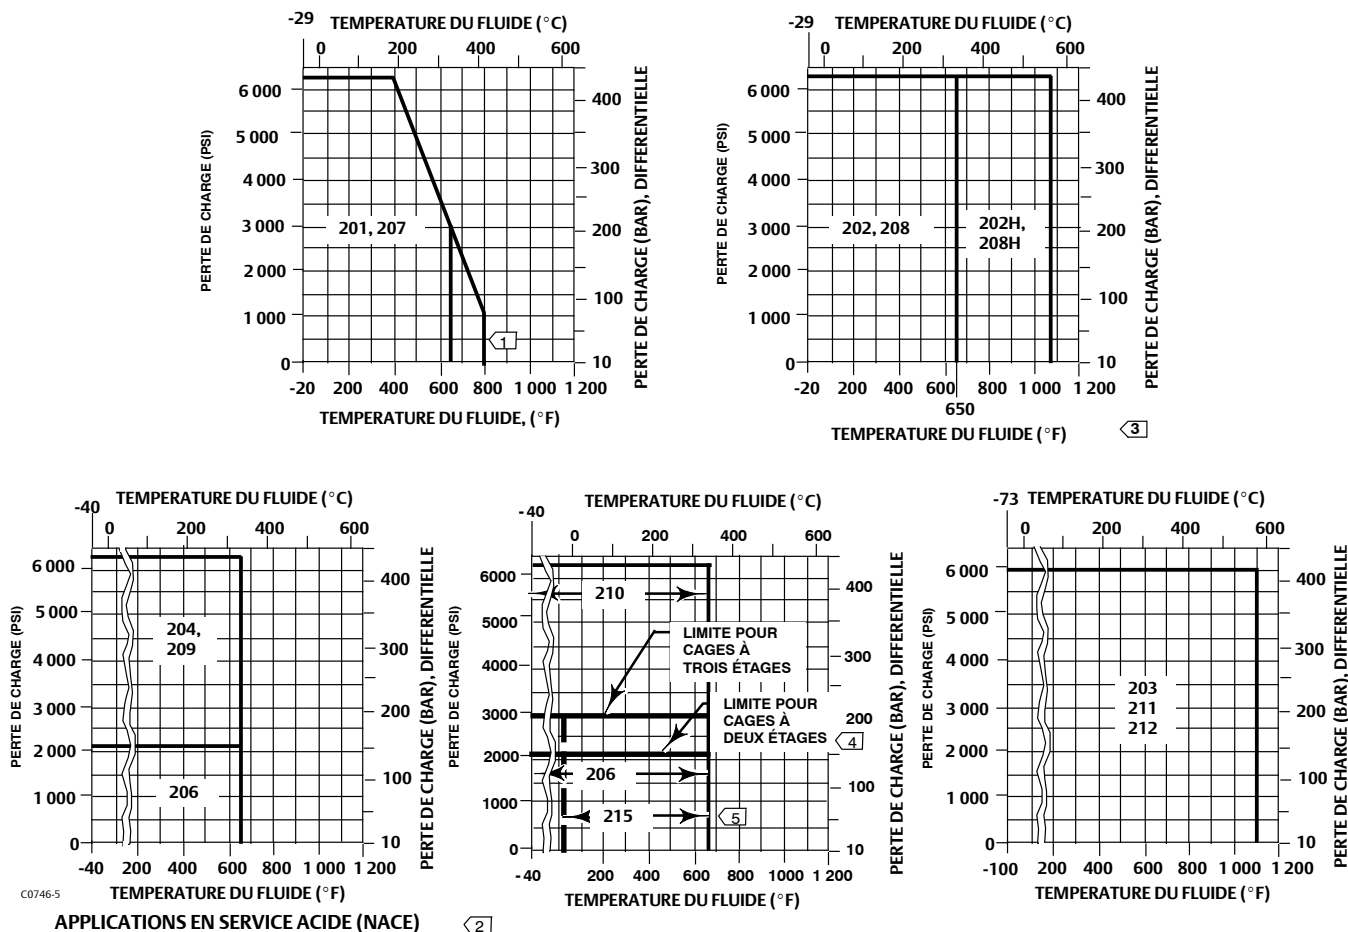 -29 TEMPERATURE DU FLUIDE (°C)
0 200 400 600
PERTE DE CHARGE (PSI)
6 000
5 000
4 000
3 000
2 000
1 000
0
201, 207
1
400
300
200
100
10
PERTE DE CHARGE (BAR), DIFFERENTIELLE
-20 200 400 600 800 1 000 1 200
TEMPERATURE DU FLUIDE, (°F)
-29 TEMPERATURE DU FLUIDE (°C)
0 200 400 600
PERTE DE CHARGE (PSI)
6 000
5 000
4 000
3 000
2 000
1 000
0
202, 208
202H,
208H
400
300
200
100
10
PERTE DE CHARGE (BAR), DIFFERENTIELLE
-20 200 400 600 800 1 000 1 200
650
TEMPERATURE DU FLUIDE (°F)
3
-40 TEMPERATURE DU FLUIDE (°C)
0 200 400 600
PERTE DE CHARGE (PSI)
6 000
5 000
4 000
3 000
2 000
1 000
0
204,
209
206
400
300
200
100
10
PERTE DE CHARGE (BAR), DIFFERENTIELLE
-40 200 400 600 800 1 000 1 200
TEMPERATURE DU FLUIDE (°F)
C0746-5
APPLICATIONS EN SERVICE ACIDE (NACE)
2
TEMPERATURE DU FLUIDE (°C)
-40
0 200 400 600
PERTE DE CHARGE (PSI)
6000
5000
4000
3000
2000
1000
0
210
LIMITE POUR
CAGES À
TROIS ÉTAGES
LIMITE POUR
CAGES À
DEUX ÉTAGES
4
206
215
5
400
300
200
100
10
PERTE DE CHARGE (BAR), DIFFERENTIELLE
-40 200 400 600 800 1 000 1 200
TEMPERATURE DU FLUIDE (°F)
-73 TEMPERATURE DU FLUIDE (°C)
0 200 400 600
PERTE DE CHARGE (PSI)
6 000
5 000
4 000
3 000
2 000
1 000
0
203
211
212
400
300
200
100
10
PERTE DE CHARGE (BAR), DIFFERENTIELLE
-100 200 400 600 800 1 000 1 200
TEMPERATURE DU FLUIDE (°F)